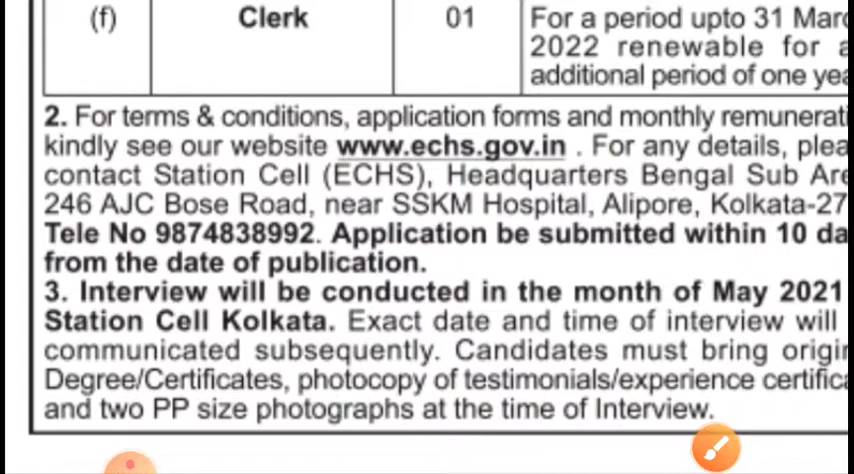 (f) Clerk 01 For a period upto 31 Marc
2022 renewable for a
additional period of one yea
2. For terms & conditions, application forms and monthly remunerati
kindly see our website www.echs.gov.in . For any details, plea
contact Station Cell (ECHS), Headquarters Bengal Sub Are
246 AJC Bose Road, near SSKM Hospital, Alipore, Kolkata-27
Tele No 9874838992. Application be submitted within 10 da
from the date of publication.
3. Interview will be conducted in the month of May 2021
Station Cell Kolkata. Exact date and time of interview will
communicated subsequently. Candidates must bring origin
Degree/Certificates, photocopy of testimonials/experience certifica
and two PP size photographs at the time of Interview.